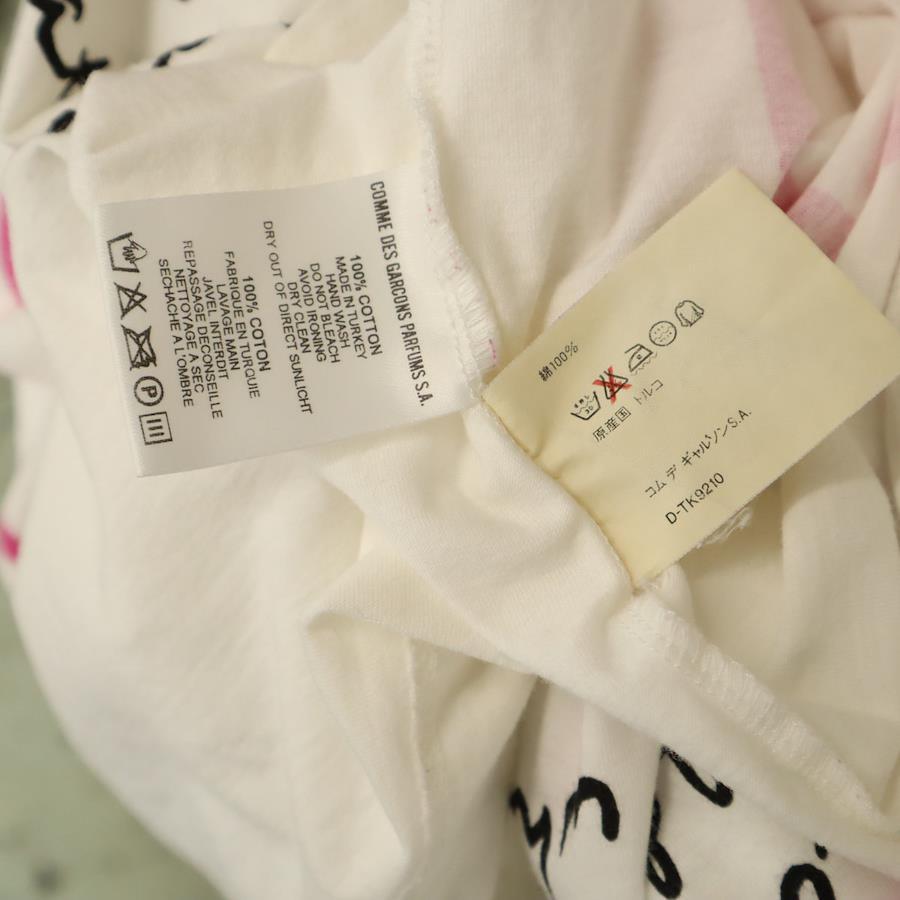 COMME DES GARCONS PARFUMS S.A.
100% COTTON
MADE IN TURKEY
HAND WASH
DO NOT BLEACH
AVOID IRONING
DRY CLEAN
DRY OUT OF DIRECT SUNLIGHT
100% COTON
FABRIQUE EN TURQUIE
LAVAGE MAIN
JAVEL INTERDIT
REPASSAGE DECONSEILLE
NETTOYAGE A SEC
SECHACHE A L'OMBRE
P
綿100%
原産国 トルコ
コム デ ギャルソン S.A.
D-TK9210